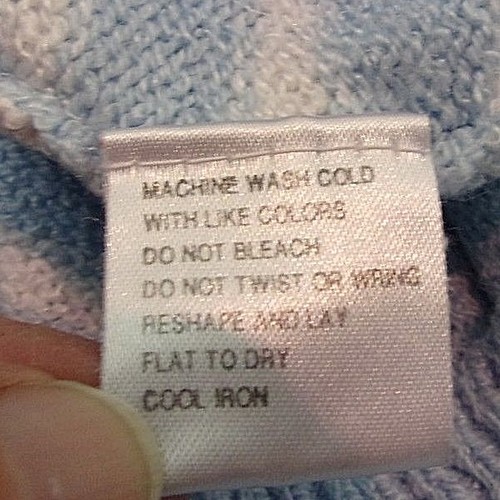 MACHINE WASH COLD
WITH LIKE COLORS
DO NOT BLEACH
DO NOT TWIST OR WRING
RESHAPE AND LAY
FLAT TO DRY
COOL IRON